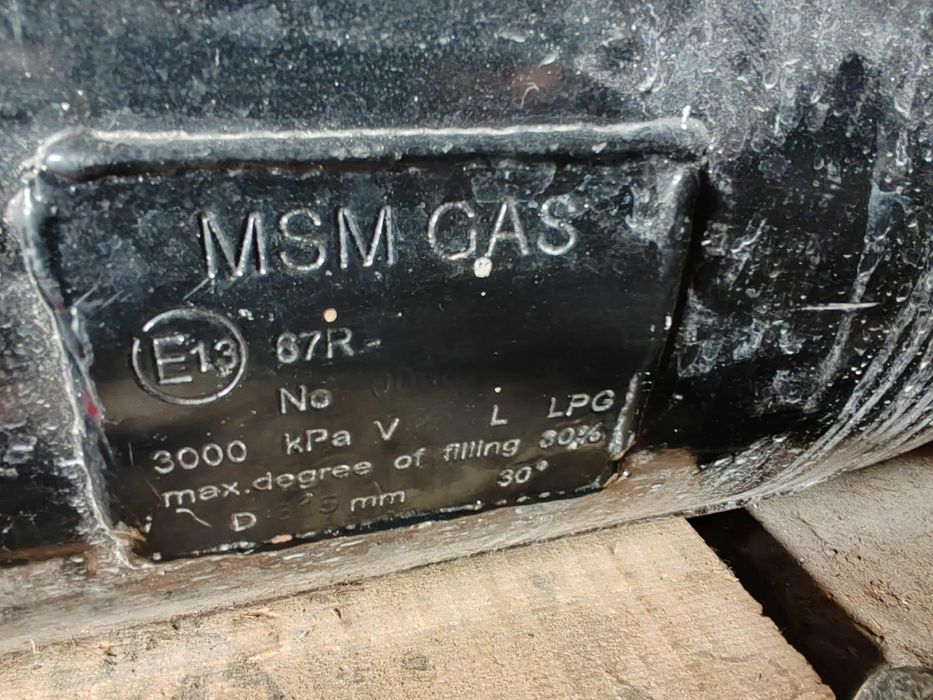 MSM GAS
E13 67R-
No
3000 kPa V L LPG
max.degree of filling 80%
D mm 30°